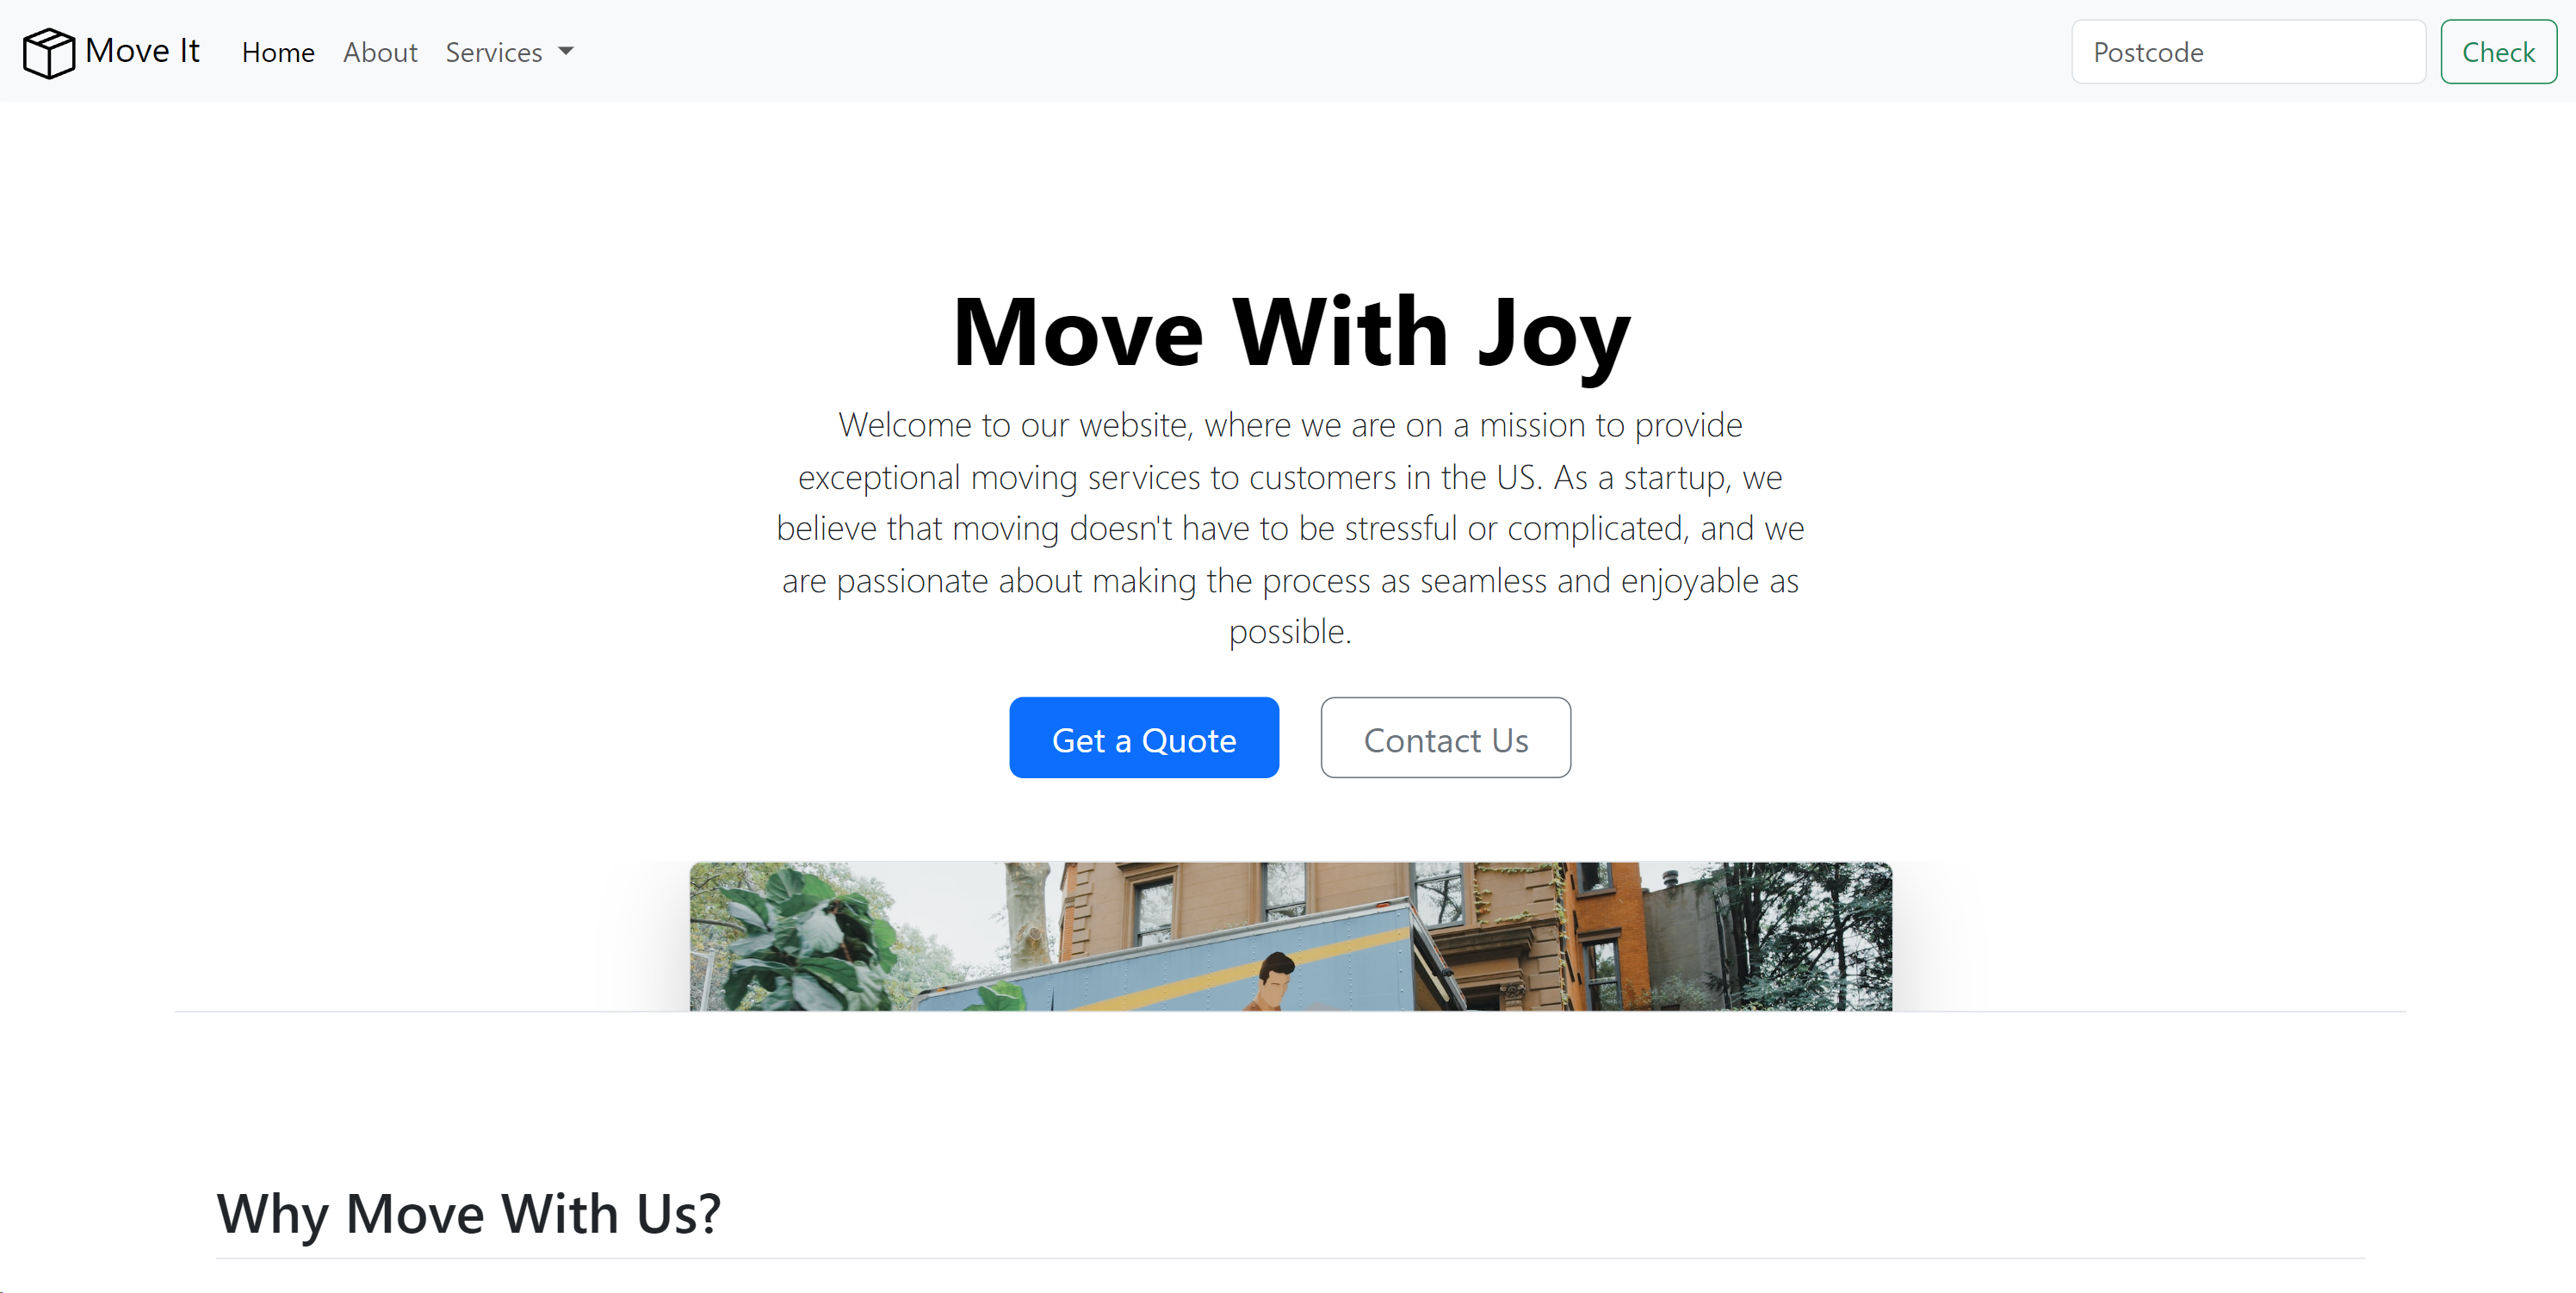 Move It
Home
About
Services
Postcode
Check
Move With Joy
Welcome to our website, where we are on a mission to provide
exceptional moving services to customers in the US. As a startup, we
believe that moving doesn't have to be stressful or complicated, and we
are passionate about making the process as seamless and enjoyable as
possible.
Get a Quote
Contact Us
Why Move With Us?